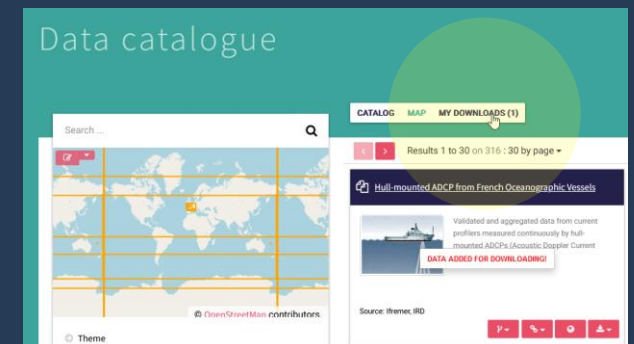 Data catalogue
Search ...
© OpenStreetMap contributors.
Theme
CATALOG MAP MY DOWNLOADS (1)
Results 1 to 30 on 316 : 30 by page
Hull-mounted ADCP from French Oceanographic Vessels
Validated and aggregated data from current
profilers measured continuously by hull-
mounted ADCPs (Acoustic Doppler Current
DATA ADDED FOR DOWNLOADING!
Source: Ifremer, IRD